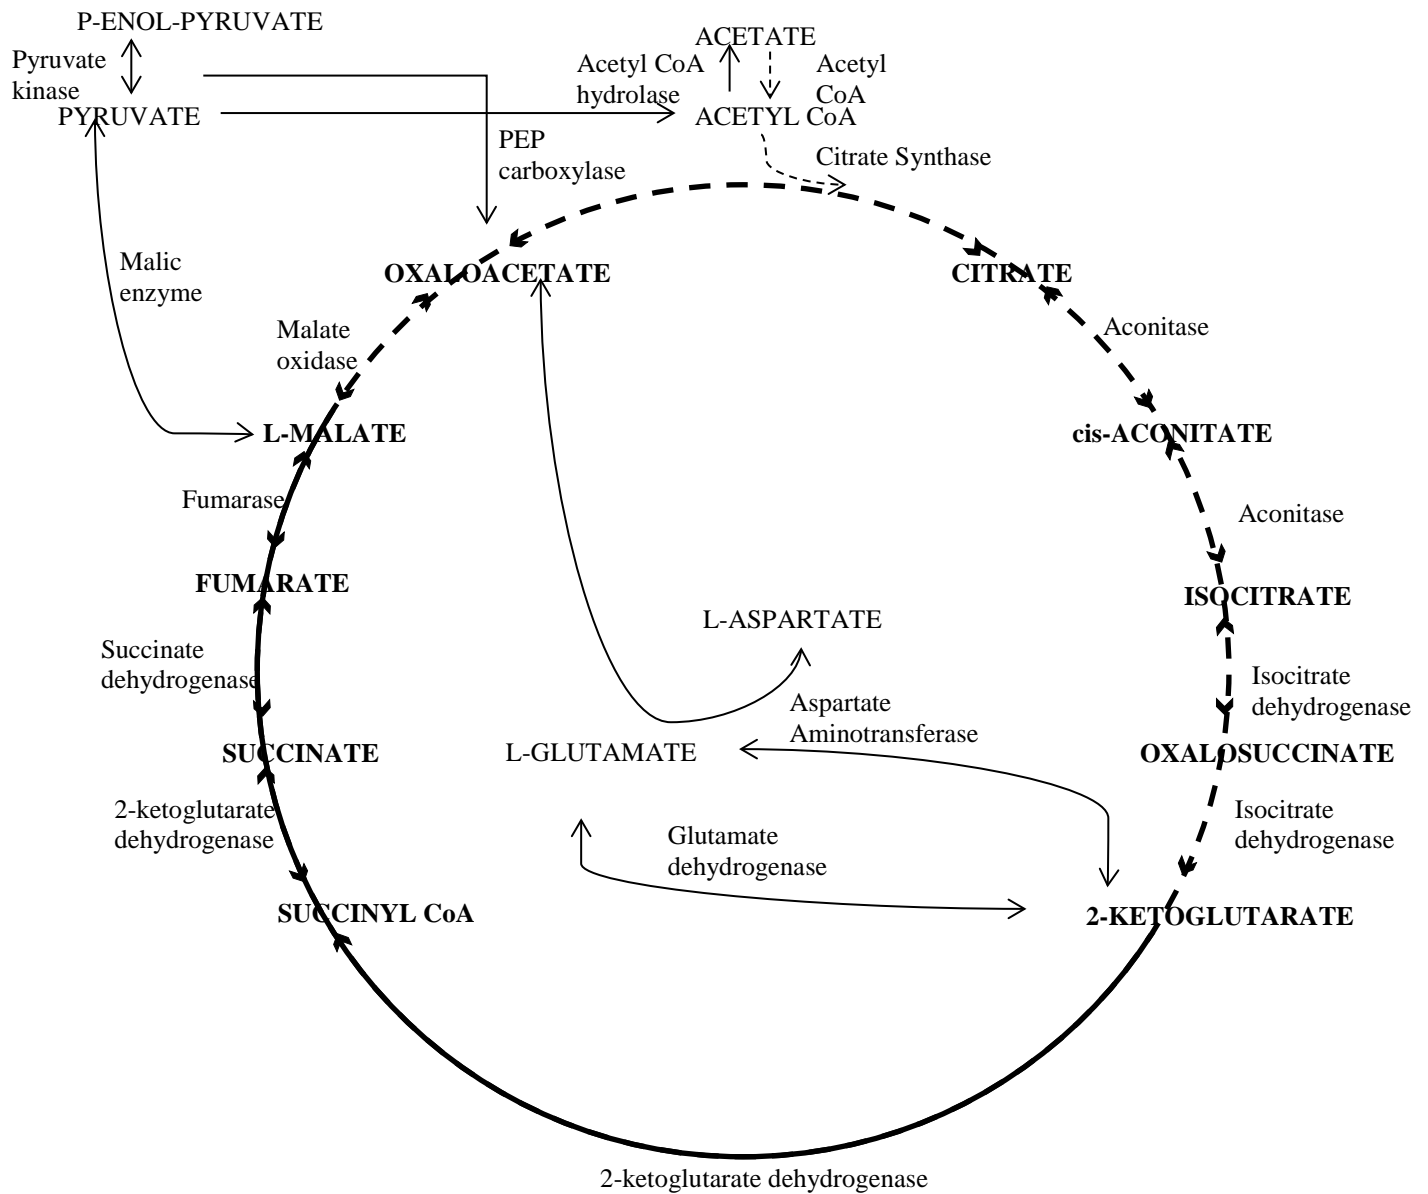 P-ENOL-PYRUVATE
Pyruvate
kinase
PYRUVATE
ACETATE
Acetyl CoA
hydrolase
Acetyl
CoA
ACETYL CoA
PEP
carboxylase
Citrate Synthase
Malic
enzyme
OXALOACETATE
CITRATE
Malate
oxidase
Aconitase
L-MALATE
cis-ACONITATE
Fumarase
Aconitase
FUMARATE
ISOCITRATE
L-ASPARTATE
Succinate
dehydrogenase
Isocitrate
dehydrogenase
Aspartate
Aminotransferase
SUCCINATE
L-GLUTAMATE
OXALOSUCCINATE
2-ketoglutarate
dehydrogenase
Glutamate
dehydrogenase
Isocitrate
dehydrogenase
SUCCINYL CoA
2-KETOGLUTARATE
2-ketoglutarate dehydrogenase